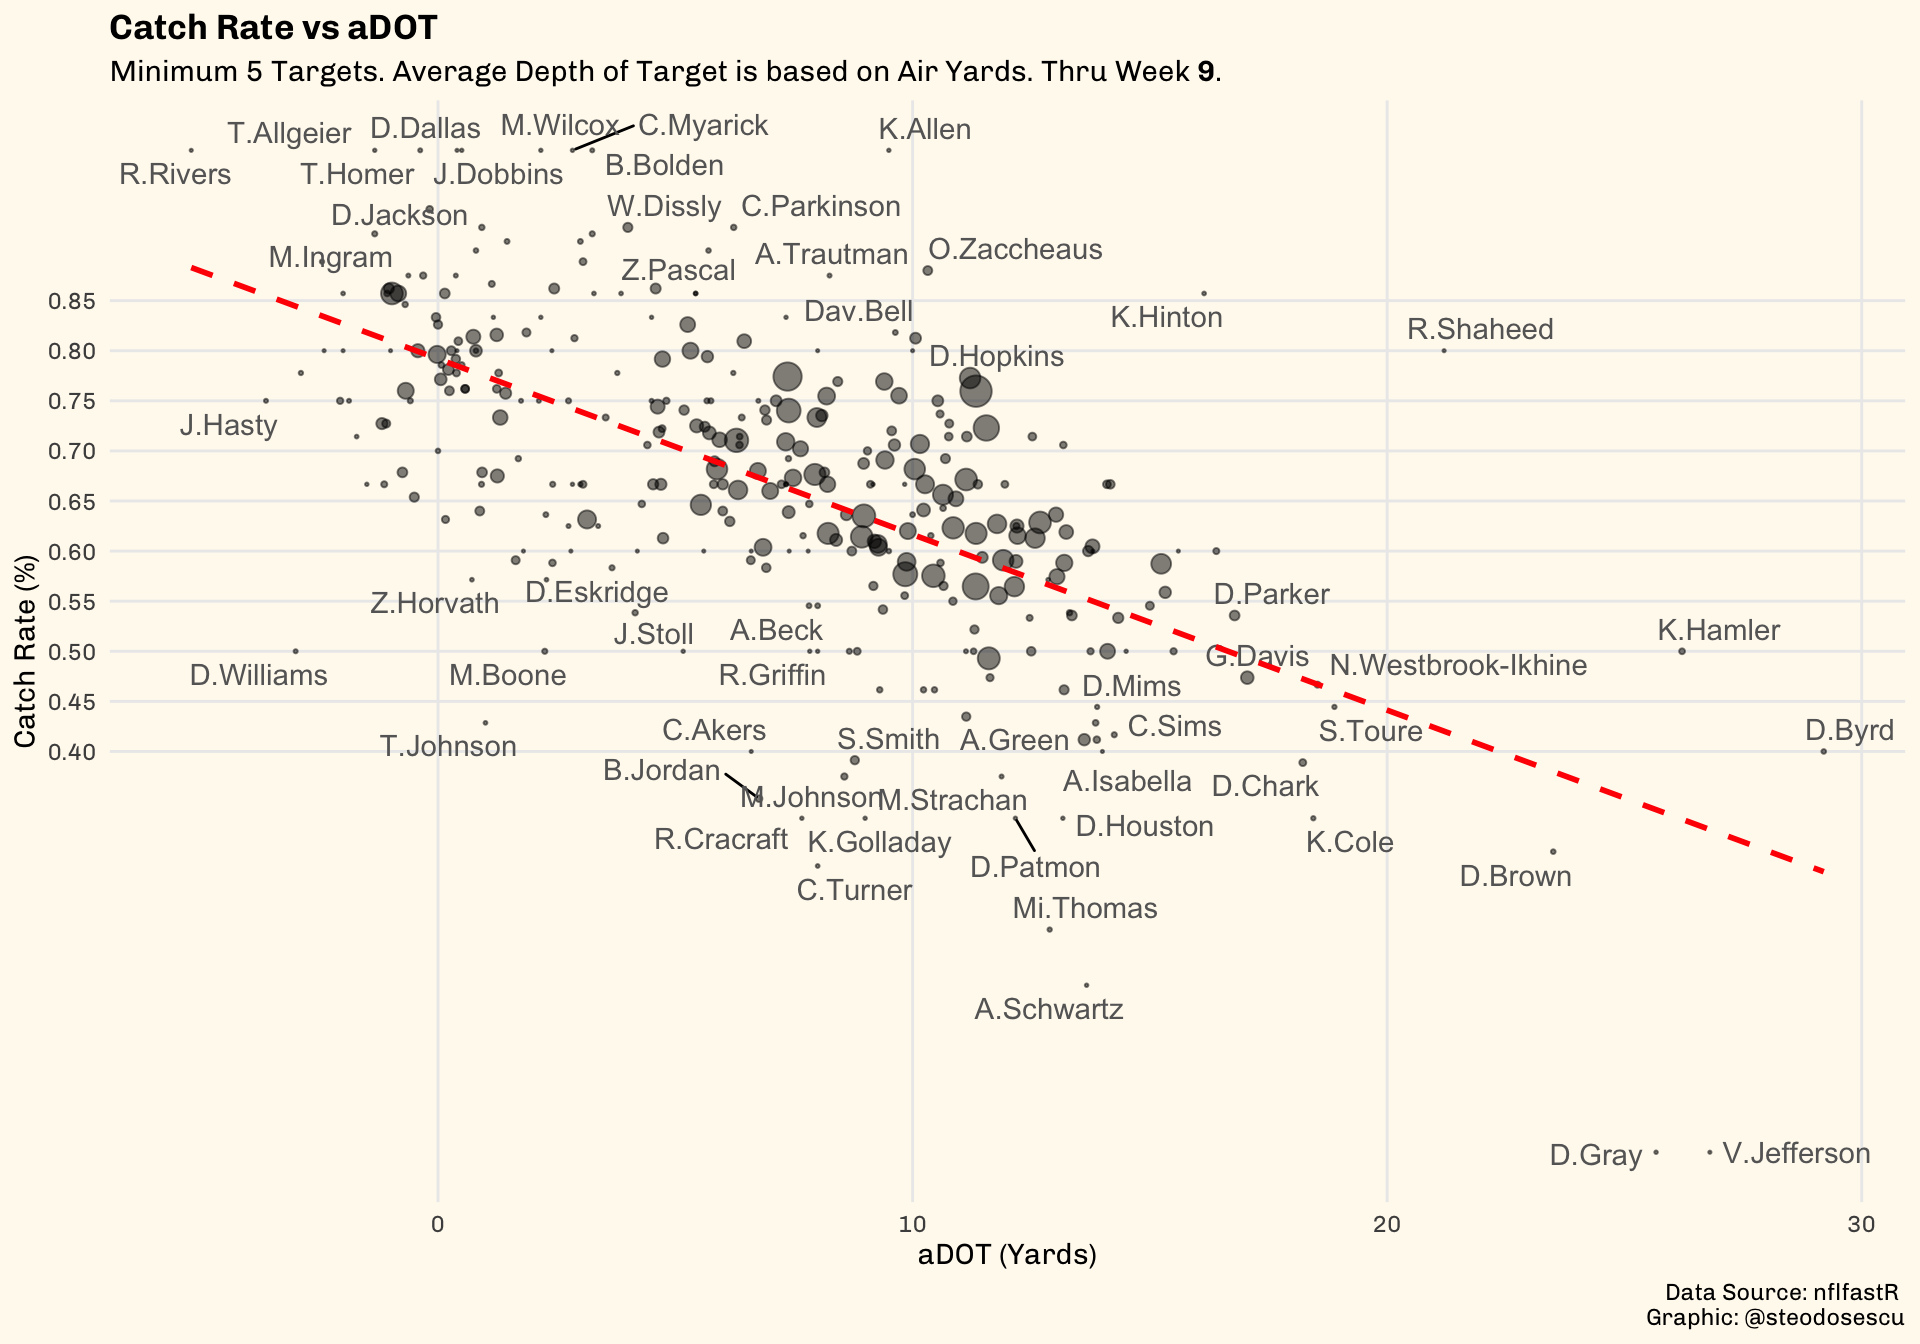 Catch Rate vs aDOT
Minimum 5 Targets. Average Depth of Target is based on Air Yards. Thru Week 9.
T.Allgeier
D.Dallas
M.Wilcox
C.Myarick
K.Allen
R.Rivers
T.Homer
J.Dobbins
B.Bolden
D.Jackson
W.Dissly
C.Parkinson
M.Ingram
Z.Pascal
A.Trautman
O.Zaccheaus
Dav.Bell
K.Hinton
R.Shaheed
D.Hopkins
J.Hasty
Z.Horvath
D.Eskridge
D.Parker
J.Stoll
A.Beck
K.Hamler
D.Williams
M.Boone
R.Griffin
G.Davis
N.Westbrook-Ikhine
D.Mims
T.Johnson
C.Akers
S.Smith
A.Green
C.Sims
S.Toure
D.Byrd
B.Jordan
M.Johnson
M.Strachan
A.Isabella
D.Chark
R.Cracraft
K.Golladay
D.Houston
K.Cole
D.Patmon
C.Turner
D.Brown
Mi.Thomas
A.Schwartz
D.Gray
V.Jefferson
0.85
0.80
0.75
0.70
0.65
0.60
0.55
0.50
0.45
0.40
Catch Rate (%)
0
10
20
30
aDOT (Yards)
Data Source: nflfastR
Graphic: @steodosescu